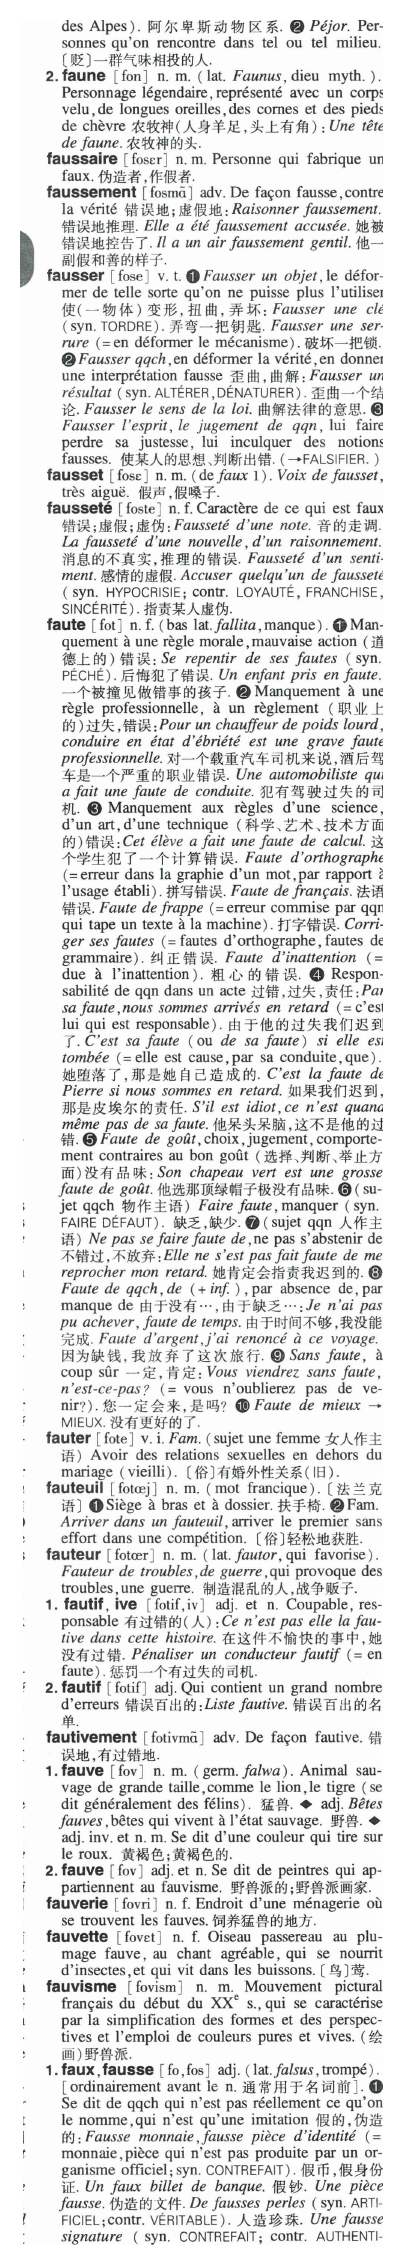 des Alpes). 阿尔卑斯动物区系. ❷ Péjor. Per-
sonnes qu'on rencontre dans tel ou tel milieu.
〔贬〕一群气味相投的人.
2. faune [fon] n. m. (lat. Faunus, dieu myth. ).
Personnage légendaire, représenté avec un corps
velu, de longues oreilles, des cornes et des pieds
de chèvre 农牧神(人身羊足,头上有角): Une tête
de faune. 农牧神的头.
faussaire [fosɛr] n. m. Personne qui fabrique un
faux. 伪造者,作假者.
faussement [fosmɑ̃] adv. De façon fausse, contre
la vérité 错误地;虚假地: Raisonner faussement.
错误地推理. Elle a été faussement accusée. 她被
错误地控告了. Il a un air faussement gentil. 他一
副假和善的样子.
fausser [fose] v. t. ❶ Fausser un objet, le défor-
mer de telle sorte qu'on ne puisse plus l'utiliser
使(一物体)变形,扭曲,弄坏: Fausser une clé
(syn. TORDRE). 弄弯一把钥匙. Fausser une ser-
rure (= en déformer le mécanisme). 破坏一把锁.
❷ Fausser qqch, en déformer la vérité, en donner
une interprétation fausse 歪曲,曲解: Fausser un
résultat (syn. ALTÉRER, DÉNATURER). 歪曲一个结
论. Fausser le sens de la loi. 曲解法律的意思. ❸
Fausser l'esprit, le jugement de qqn, lui faire
perdre sa justesse, lui inculquer des notions
fausses. 使某人的思想、判断出错. (→FALSIFIER. )
fausset [fosɛ] n. m. (de faux 1). Voix de fausset,
très aiguë. 假声,假嗓子.
fausseté [foste] n. f. Caractère de ce qui est faux
错误;虚假;虚伪: Fausseté d'une note. 音的走调.
La fausseté d'une nouvelle, d'un raisonnement.
消息的不真实,推理的错误. Fausseté d'un senti-
ment. 感情的虚假. Accuser quelqu'un de fausseté
( syn. HYPOCRISIE; contr. LOYAUTÉ, FRANCHISE,
SINCÉRITÉ). 指责某人虚伪.
faute [fot] n. f. (bas lat. fallita, manque). ❶ Man-
quement à une règle morale, mauvaise action (道
德上的)错误: Se repentir de ses fautes ( syn.
PÉCHÉ). 后悔犯了错误. Un enfant pris en faute.
一个被撞见做错事的孩子. ❷ Manquement à une
règle professionnelle, à un règlement (职业上
的)过失,错误: Pour un chauffeur de poids lourd,
conduire en état d'ébriété est une grave faute
professionnelle. 对一个载重汽车司机来说,酒后驾
车是一个严重的职业错误. Une automobiliste qui
a fait une faute de conduite. 犯有驾驶过失的司
机. ❸ Manquement aux règles d'une science,
d'un art, d'une technique (科学、艺术、技术方面
的)错误: Cet élève a fait une faute de calcul. 这
个学生犯了一个计算错误. Faute d'orthographe
(= erreur dans la graphie d'un mot, par rapport à
l'usage établi). 拼写错误. Faute de français. 法语
错误. Faute de frappe (= erreur commise par qqn
qui tape un texte à la machine). 打字错误. Corri-
ger ses fautes (= fautes d'orthographe, fautes de
grammaire). 纠正错误. Faute d'inattention (=
due à l'inattention). 粗心的错误. ❹ Respon-
sabilité de qqn dans un acte 过错,过失,责任: Par
sa faute, nous sommes arrivés en retard (= c'est
lui qui est responsable). 由于他的过失我们迟到
了. C'est sa faute (ou de sa faute) si elle est
tombée (= elle est cause, par sa conduite, que).
她堕落了,那是她自己造成的. C'est la faute de
Pierre si nous sommes en retard. 如果我们迟到,
那是皮埃尔的责任. S'il est idiot, ce n'est quand
même pas de sa faute. 他呆头呆脑,这不是他的过
错. ❺ Faute de goût, choix, jugement, comporte-
ment contraires au bon goût (选择、判断、举止方
面)没有品味: Son chapeau vert est une grosse
faute de goût. 他选那顶绿帽子极没有品味. ❻ (su-
jet qqch 物作主语) Faire faute, manquer (syn.
FAIRE DÉFAUT). 缺乏,缺少. ❼ (sujet qqn 人作主
语) Ne pas se faire faute de, ne pas s'abstenir de
不错过,不放弃: Elle ne s'est pas fait faute de me
reprocher mon retard. 她肯定会指责我迟到的. ❽
Faute de qqch, de (+ inf. ), par absence de, par
manque de 由于没有…,由于缺乏…: Je n'ai pas
pu achever, faute de temps. 由于时间不够,我没能
完成. Faute d'argent, j'ai renoncé à ce voyage.
因为缺钱,我放弃了这次旅行. ❾ Sans faute, à
coup sûr 一定,肯定: Vous viendrez sans faute,
n'est-ce-pas? (= vous n'oublierez pas de ve-
nir?). 您一定会来,是吗? ❿ Faute de mieux →
MIEUX. 没有更好的了.
fauter [fote] v. i. Fam. (sujet une femme 女人作主
语) Avoir des relations sexuelles en dehors du
mariage (vieilli). 〔俗〕有婚外性关系(旧).
fauteuil [fotœj] n. m. (mot francique). 〔法兰克
语〕 ❶ Siège à bras et à dossier. 扶手椅. ❷ Fam.
Arriver dans un fauteuil, arriver le premier sans
effort dans une compétition. 〔俗〕轻松地获胜.
fauteur [fotœr] n. m. (lat. fautor, qui favorise).
Fauteur de troubles, de guerre, qui provoque des
troubles, une guerre. 制造混乱的人,战争贩子.
1. fautif, ive [fotif, iv] adj. et n. Coupable, res-
ponsable 有过错的(人): Ce n'est pas elle la fau-
tive dans cette histoire. 在这件不愉快的事中,她
没有过错. Pénaliser un conducteur fautif (= en
faute). 惩罚一个有过失的司机.
2. fautif [fotif] adj. Qui contient un grand nombre
d'erreurs 错误百出的: Liste fautive. 错误百出的名
单.
fautivement [fotivmɑ̃] adv. De façon fautive. 错
误地,有过错地.
1. fauve [fov] n. m. (germ. falwa). Animal sau-
vage de grande taille, comme le lion, le tigre (se
dit généralement des félins). 猛兽. ◆ adj. Bêtes
fauves, bêtes qui vivent à l'état sauvage. 野兽. ◆
adj. inv. et n. m. Se dit d'une couleur qui tire sur
le roux. 黄褐色;黄褐色的.
2. fauve [fov] adj. et n. Se dit de peintres qui ap-
partiennent au fauvisme. 野兽派的;野兽派画家.
fauverie [fovri] n. f. Endroit d'une ménagerie où
se trouvent les fauves. 饲养猛兽的地方.
fauvette [fovɛt] n. f. Oiseau passereau au plu-
mage fauve, au chant agréable, qui se nourrit
d'insectes, et qui vit dans les buissons. 〔鸟〕莺.
fauvisme [fovism] n. m. Mouvement pictural
français du début du XXe s., qui se caractérise
par la simplification des formes et des perspec-
tives et l'emploi de couleurs pures et vives. (绘
画)野兽派.
1. faux, fausse [fo, fos] adj. (lat. falsus, trompé).
[ordinairement avant le n. 通常用于名词前]. ❶
Se dit de qqch qui n'est pas réellement ce qu'on
le nomme, qui n'est qu'une imitation 假的,伪造
的: Fausse monnaie, fausse pièce d'identité (=
monnaie, pièce qui n'est pas produite par un or-
ganisme officiel; syn. CONTREFAIT). 假币,假身份
证. Un faux billet de banque. 假钞. Une pièce
fausse. 伪造的文件. De fausses perles (syn. ARTI-
FICIEL; contr. VÉRITABLE). 人造珍珠. Une fausse
signature ( syn. CONTREFAIT; contr. AUTHENTI-